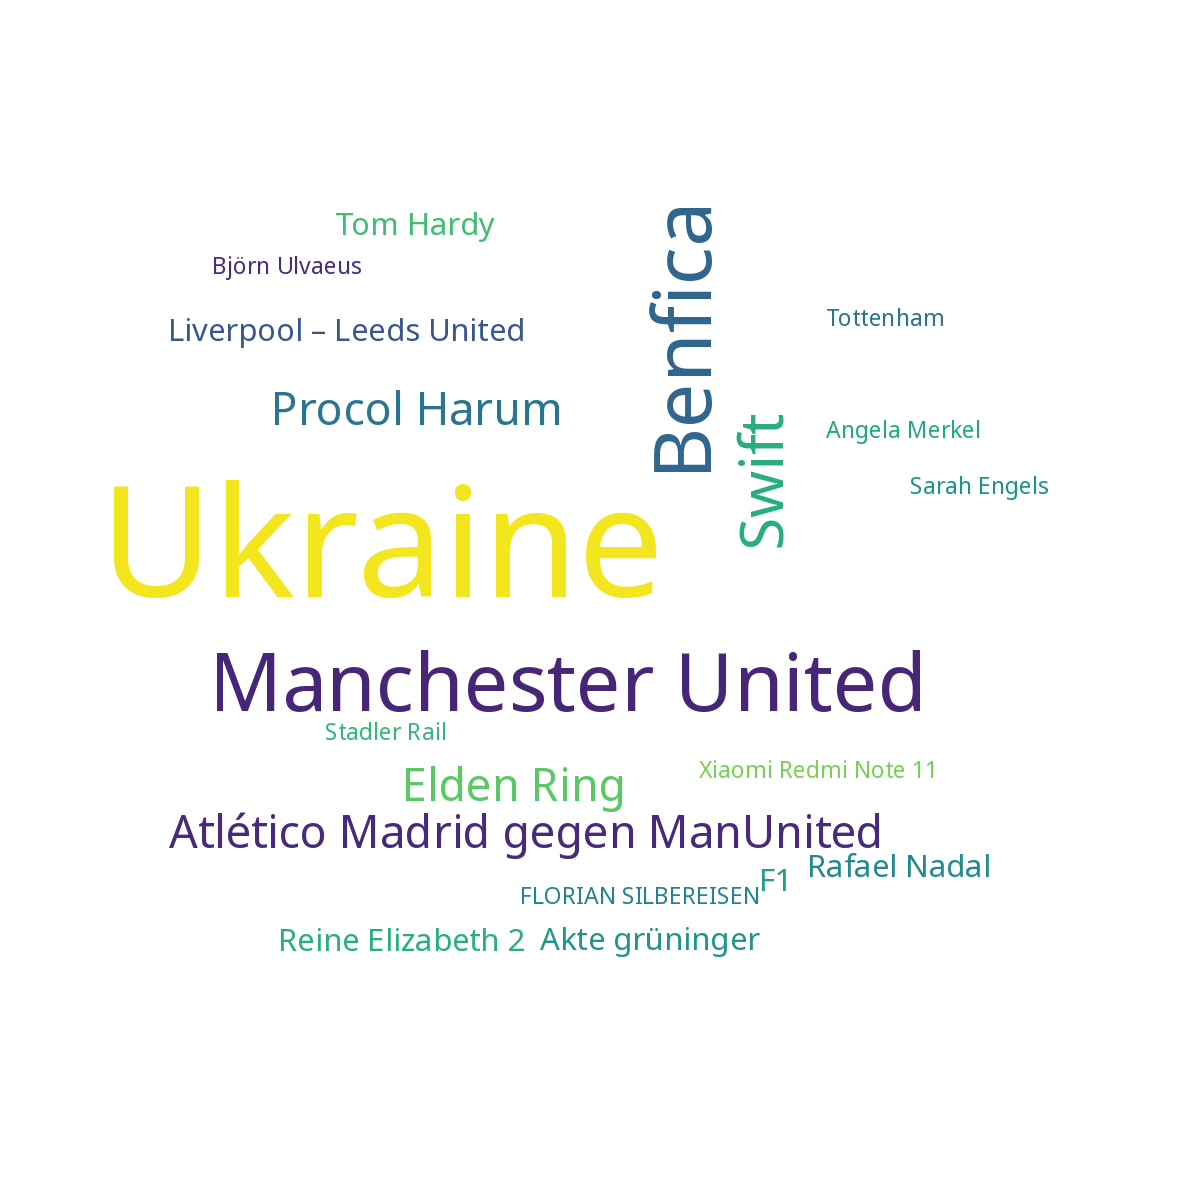 Tom Hardy
Björn Ulvaeus
Liverpool – Leeds United
Procol Harum
Benfica
Swift
Tottenham
Angela Merkel
Sarah Engels
Ukraine
Manchester United
Stadler Rail
Elden Ring
Xiaomi Redmi Note 11
Atlético Madrid gegen ManUnited
Rafael Nadal
F1
FLORIAN SILBEREISEN
Reine Elizabeth 2
Akte grüninger